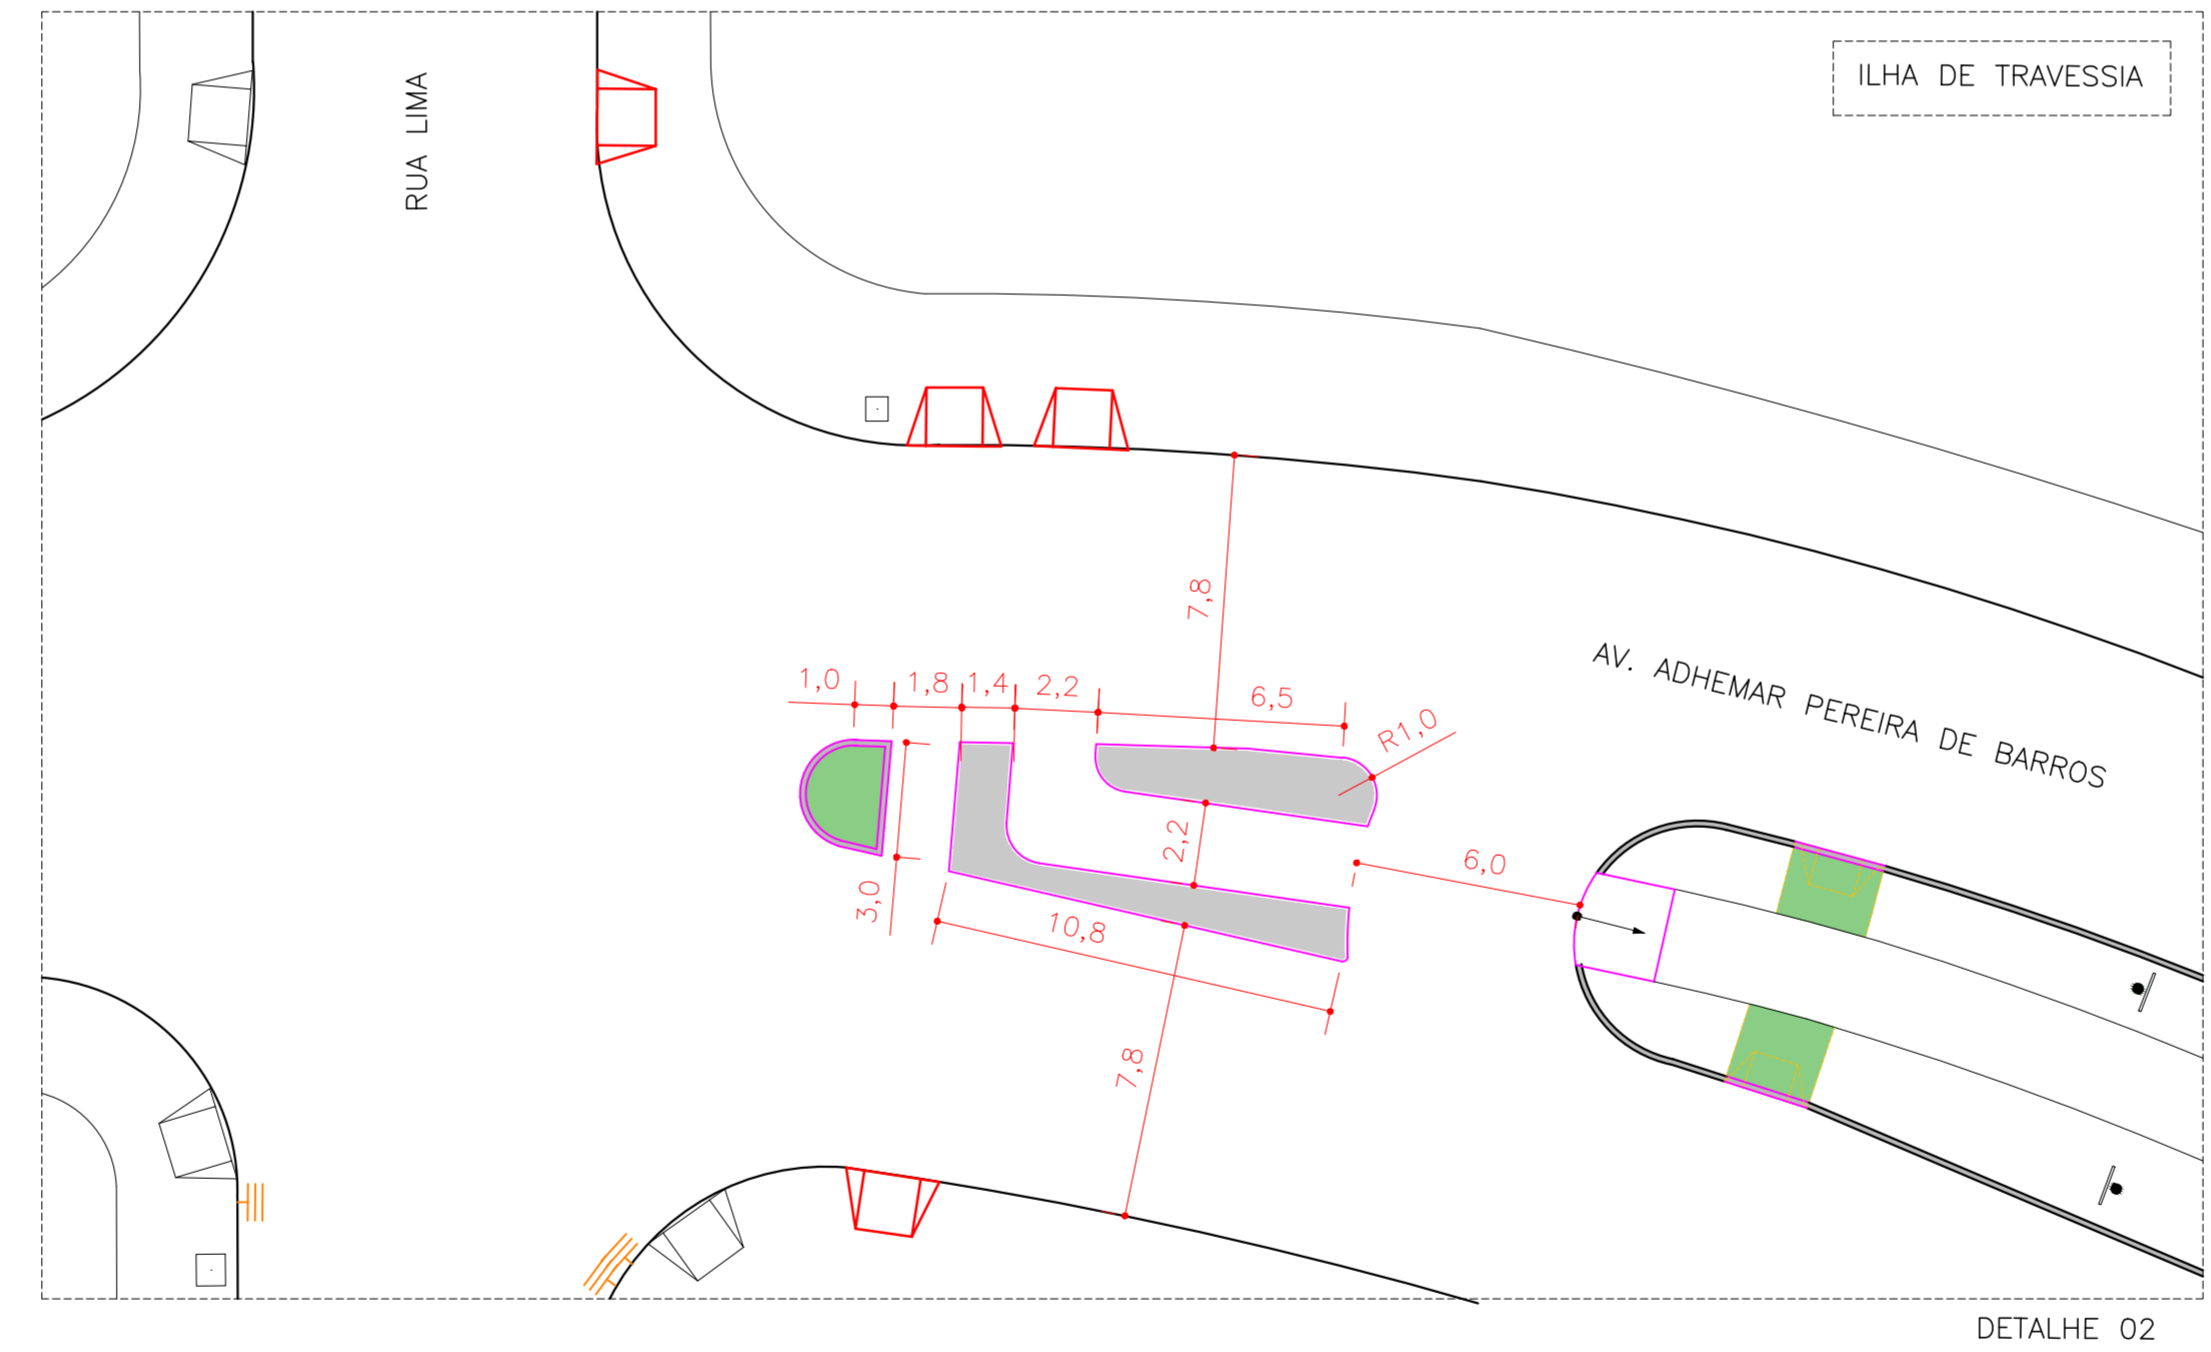 ILHA DE TRAVESSIA
RUA LIMA
7,8
AV. ADHEMAR PEREIRA DE BARROS
1,0
1,8
1,4
2,2
6,5
R1,0
2,2
6,0
3,0
10,8
7,8
DETALHE 02